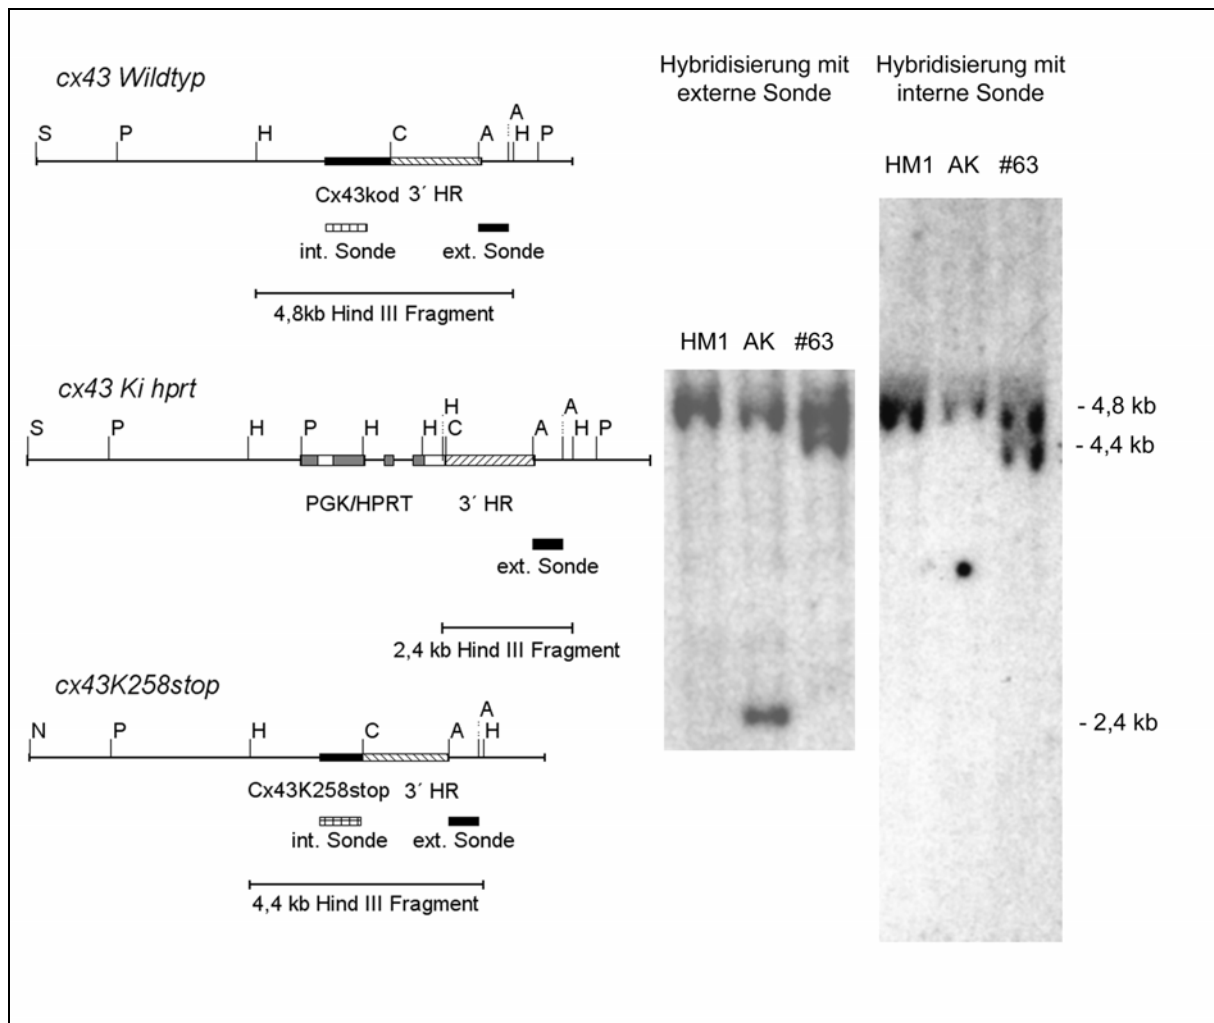 cx43 Wildtyp
A
S P H C A H P
Cx43kod 3´ HR
int. Sonde ext. Sonde
4,8kb Hind III Fragment
cx43 Ki hprt
H A
S P H P H H C A H P
PGK/HPRT 3´ HR
ext. Sonde
2,4 kb Hind III Fragment
cx43K258stop
A
N P H C A H
Cx43K258stop 3´ HR
int. Sonde ext. Sonde
4,4 kb Hind III Fragment
Hybridisierung mit
externe Sonde
HM1 AK #63
Hybridisierung mit
interne Sonde
HM1 AK #63
- 4,8 kb
- 4,4 kb
- 2,4 kb